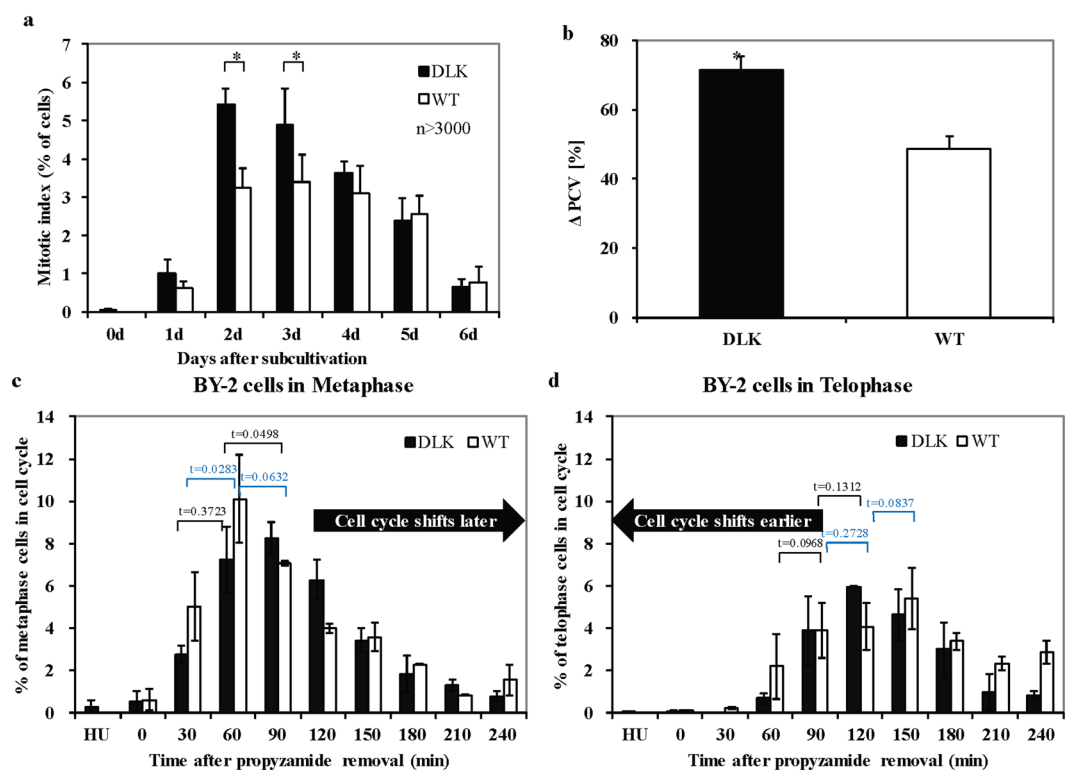 a
Mitotic index (% of cells)
7
6
5
4
3
2
1
0
* *
DLK
WT
n>3000
0d 1d 2d 3d 4d 5d 6d
Days after subcultivation
b
Δ PCV [%]
80
60
40
20
0
*
DLK WT
c BY-2 cells in Metaphase
% of metaphase cells in cell cycle
14
12
10
8
6
4
2
0
DLK WT
t=0.0498
t=0.0283
t=0.0632
t=0.3723
Cell cycle shifts later
HU 0 30 60 90 120 150 180 210 240
Time after propyzamide removal (min)
d BY-2 cells in Telophase
% of telophase cells in cell cycle
14
12
10
8
6
4
2
0
DLK WT
t=0.1312
t=0.0837
Cell cycle shifts earlier
t=0.2728
t=0.0968
HU 0 30 60 90 120 150 180 210 240
Time after propyzamide removal (min)